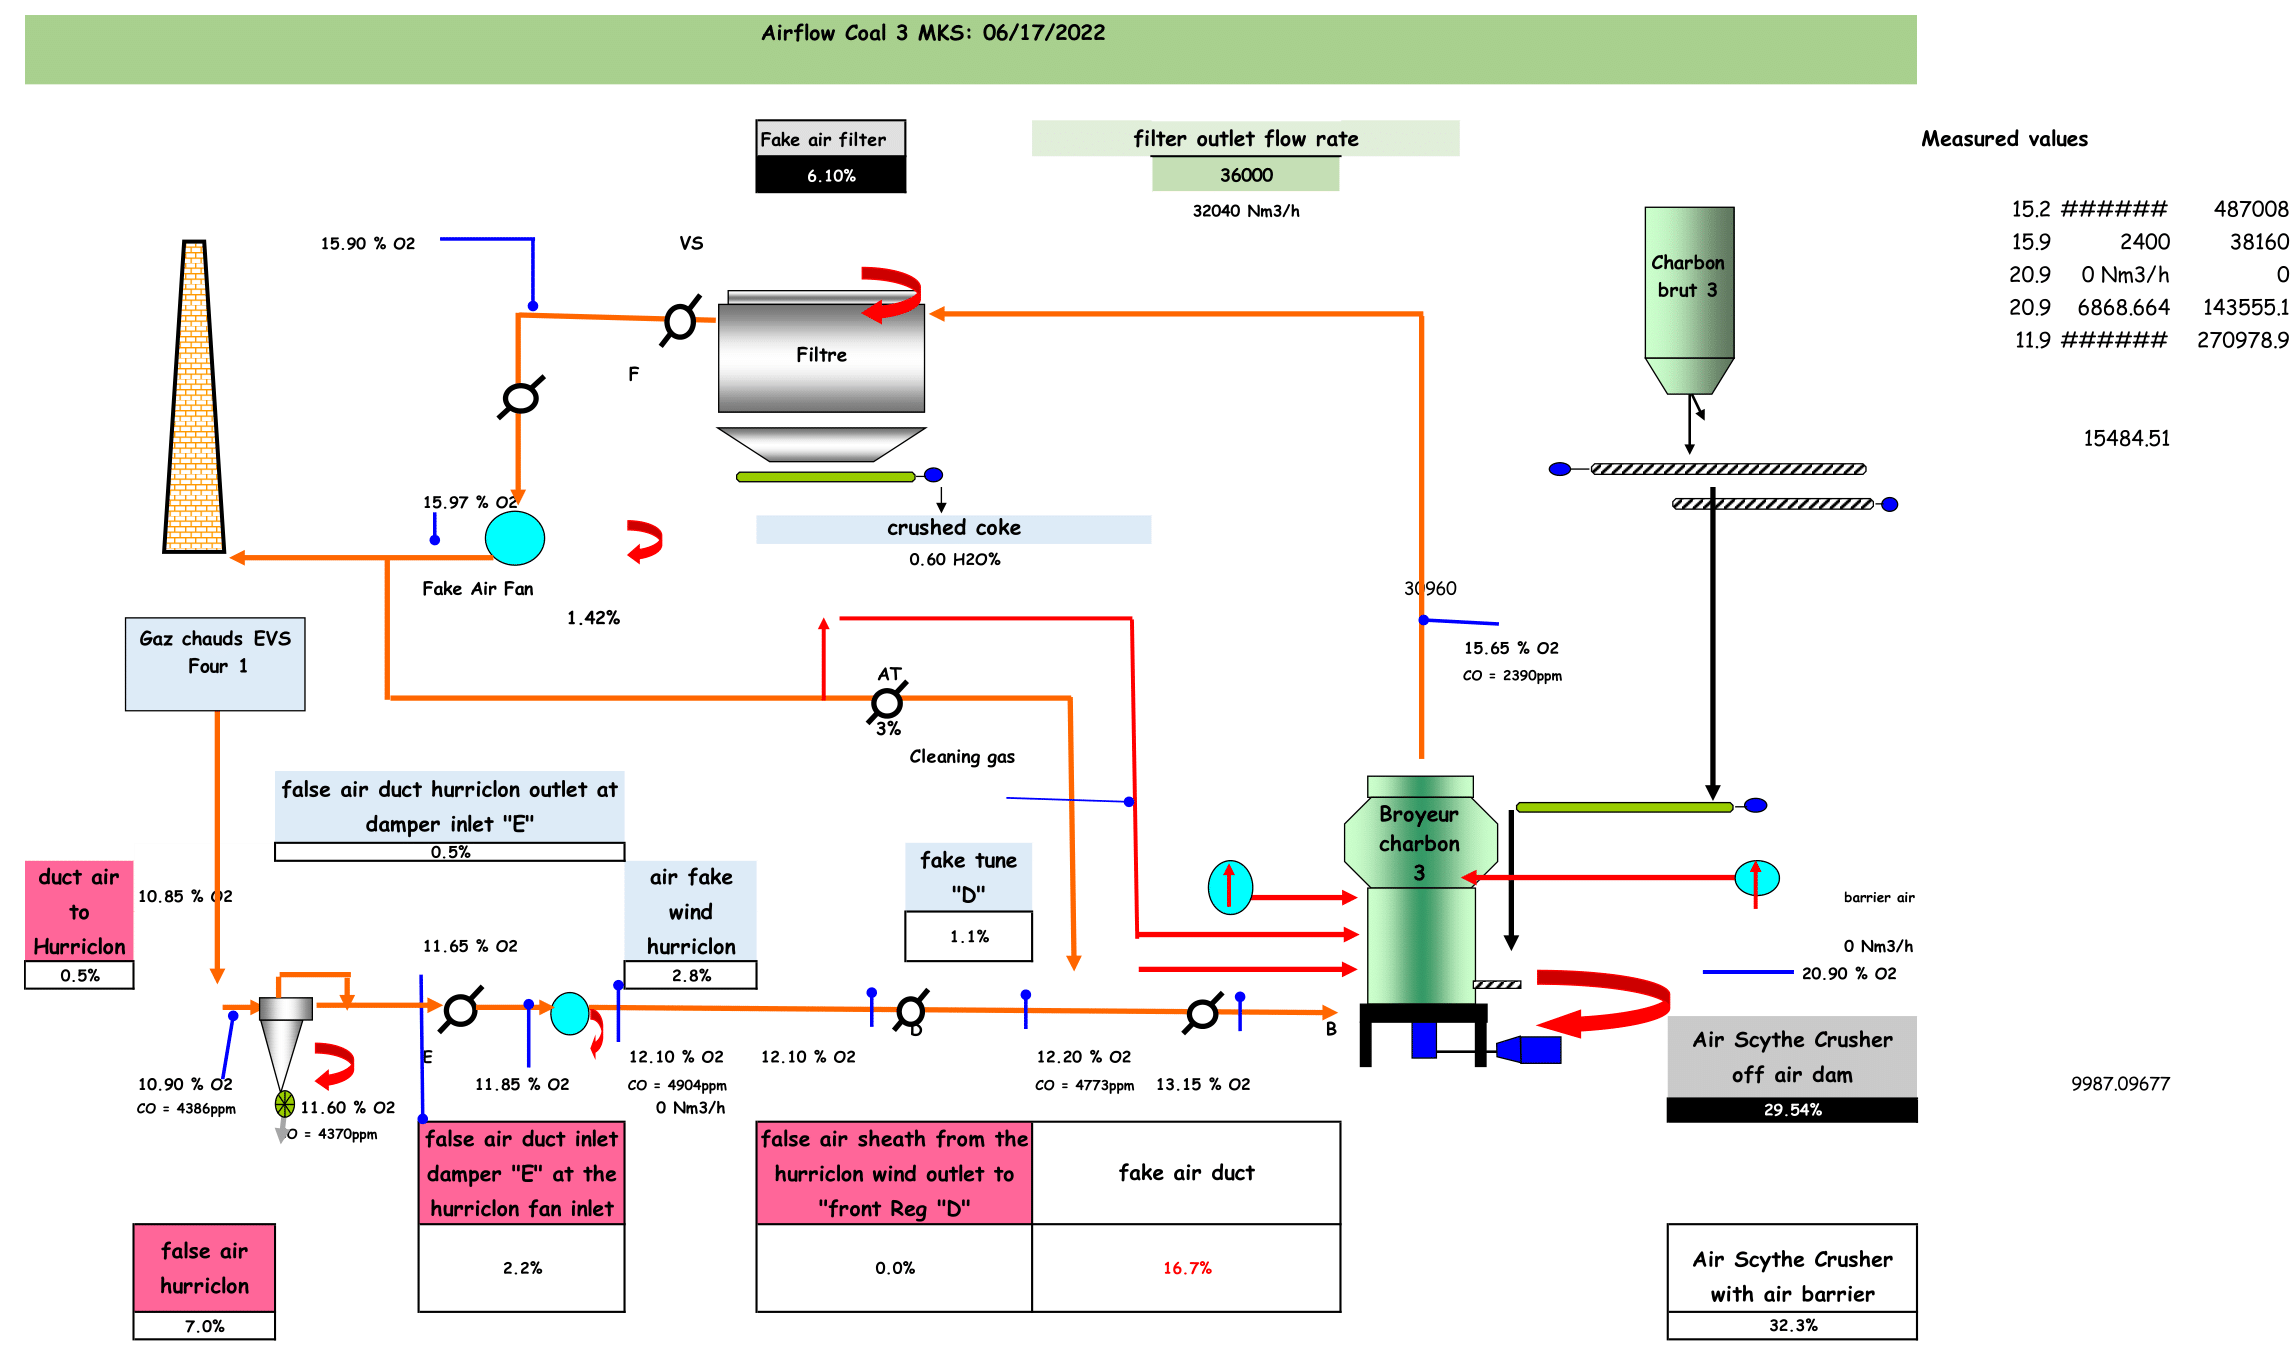 Airflow Coal 3 MKS: 06/17/2022
Fake air filter
6.10%
filter outlet flow rate
36000
32040 Nm3/h
Measured values
15.2 ###### 487008
15.9 2400 38160
20.9 0 Nm3/h 0
20.9 6868.664 143555.1
11.9 ###### 270978.9
15484.51
15.90 % O2
VS
Charbon
brut 3
Filtre
F
15.97 % O2
crushed coke
0.60 H2O%
Fake Air Fan
1.42%
30960
15.65 % O2
CO = 2390ppm
Gaz chauds EVS
Four 1
AT
3%
Cleaning gas
false air duct hurriclon outlet at
damper inlet "E"
0.5%
Broyeur
charbon
3
duct air
to
Hurriclon
0.5%
10.85 % O2
11.65 % O2
air fake
wind
hurriclon
2.8%
fake tune
"D"
1.1%
barrier air
0 Nm3/h
20.90 % O2
E
D
B
10.90 % O2
CO = 4386ppm
11.60 % O2
O = 4370ppm
11.85 % O2
12.10 % O2
CO = 4904ppm
0 Nm3/h
12.10 % O2
12.20 % O2
CO = 4773ppm
13.15 % O2
Air Scythe Crusher
off air dam
29.54%
9987.09677
false air duct inlet
damper "E" at the
hurriclon fan inlet
2.2%
false air sheath from the
hurriclon wind outlet to
"front Reg "D"
0.0%
fake air duct
16.7%
false air
hurriclon
7.0%
Air Scythe Crusher
with air barrier
32.3%